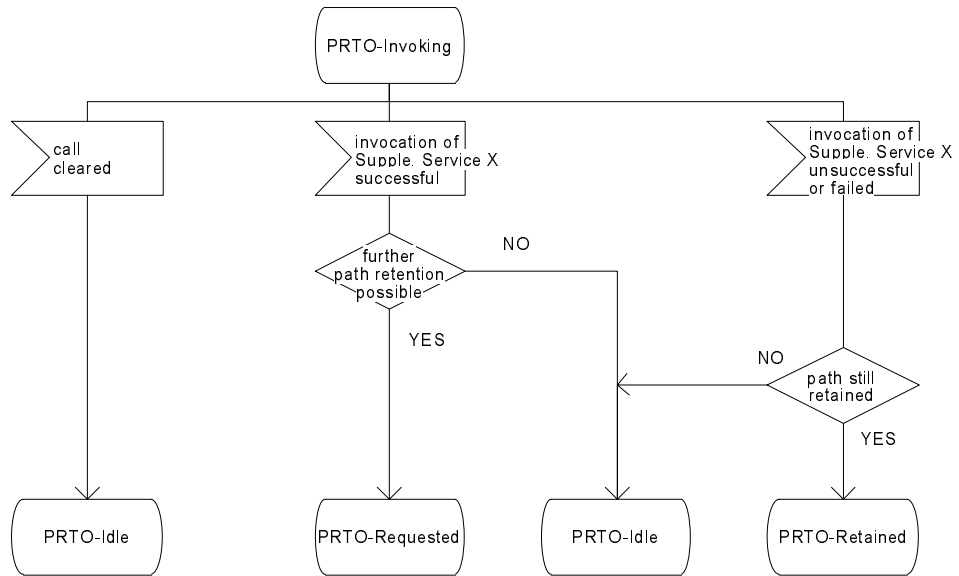 PRTO-Invoking
call
cleared
invocation of
Supple. Service X
successful
invocation of
Supple. Service X
unsuccessful
or failed
further
path retention
possible
NO
YES
NO
path still
retained
YES
PRTO-Idle
PRTO-Requested
PRTO-Idle
PRTO-Retained